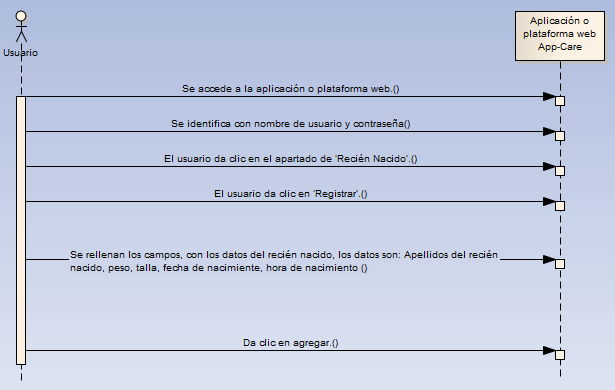 Aplicación o
plataforma web
App-Care
Usuario
Se accede a la aplicación o plataforma web.()
Se identifica con nombre de usuario y contraseña()
El usuario da clic en el apartado de 'Recién Nacido'.()
El usuario da clic en 'Registrar'.()
Se rellenan los campos, con los datos del recién nacido, los datos son: Apellidos del recién
nacido, peso, talla, fecha de nacimiente, hora de nacimiento ()
Da clic en agregar.()